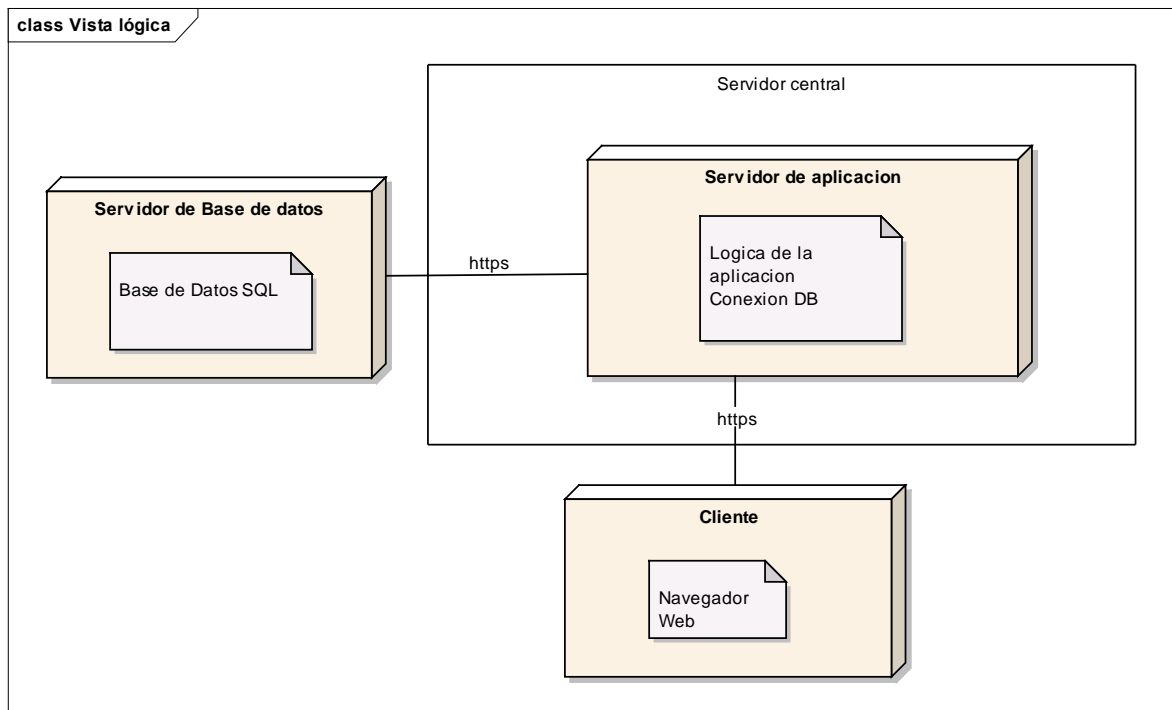 class Vista lógica
Servidor central
Servidor de aplicacion
Servidor de Base de datos
Logica de la
aplicacion
Conexion DB
Base de Datos SQL
https
https
Cliente
Navegador
Web